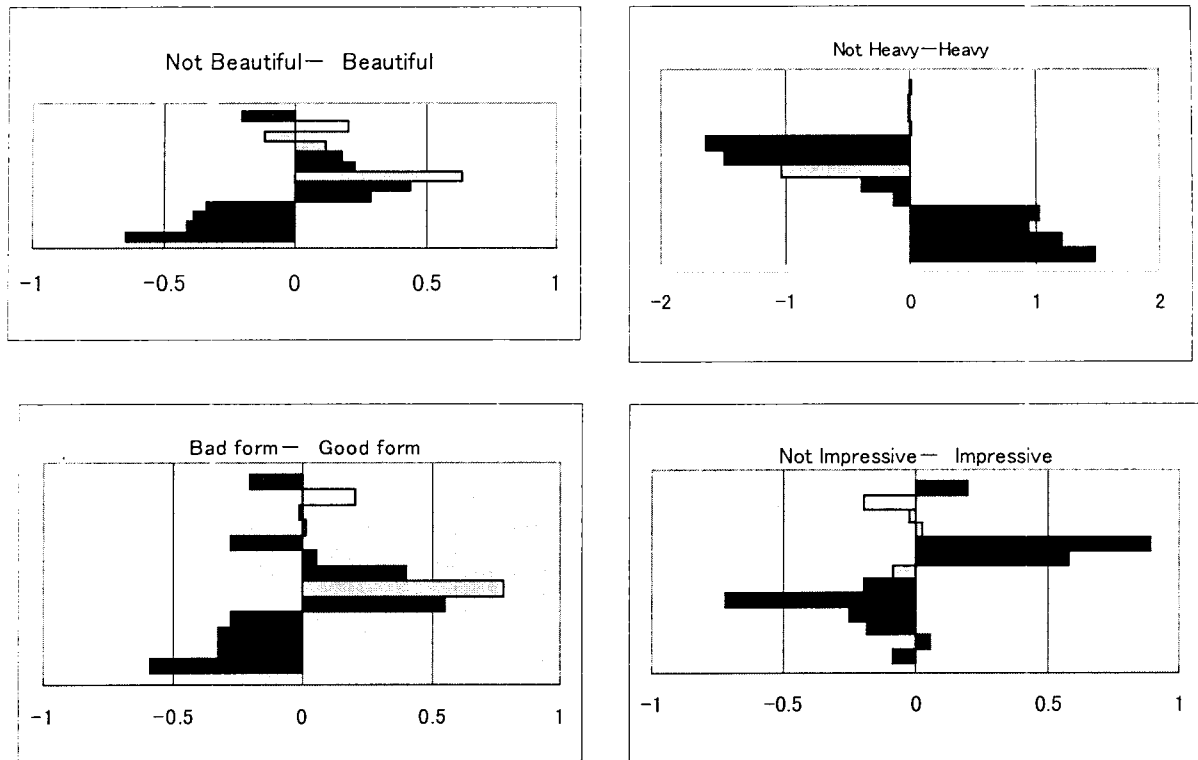 Not Beautiful— Beautiful
-1 -0.5 0 0.5 1
Not Heavy—Heavy
-2 -1 0 1 2
Bad form— Good form
-1 -0.5 0 0.5 1
Not Impressive— Impressive
-1 -0.5 0 0.5 1